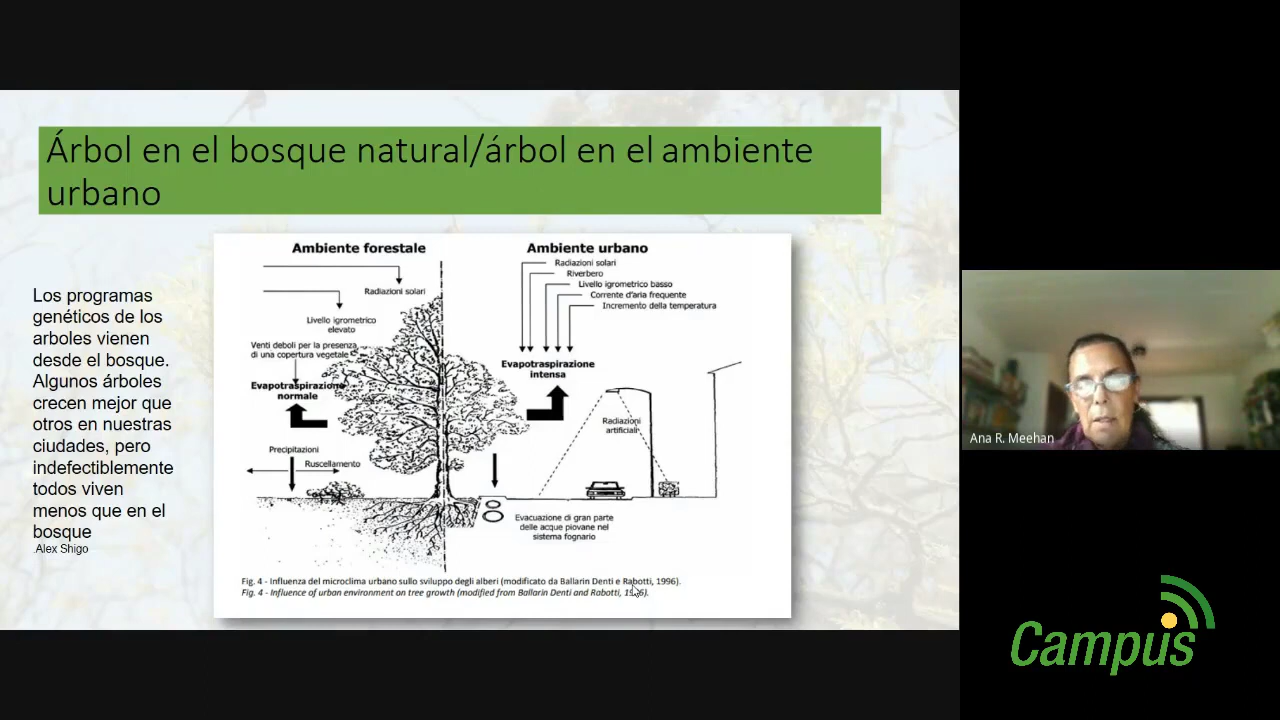 Árbol en el bosque natural/árbol en el ambiente
urbano
Los programas
genéticos de los
arboles vienen
desde el bosque.
Algunos árboles
crecen mejor que
otros en nuestras
ciudades, pero
indefectiblemente
todos viven
menos que en el
bosque
.Alex Shigo
Ambiente forestale
Radiazioni solari
Livello igrometrico
elevato
Venti deboli per la presenza
di una copertura vegetale
Evapotraspirazione
normale
Precipitazioni
Ruscellamento
Ambiente urbano
Radiazioni solari
Riverbero
Livello igrometrico basso
Corrente d'aria frequente
Incremento della temperatura
Evapotraspirazione
intensa
Radiazioni
artificiali
Evacuazione di gran parte
delle acque piovane nel
sistema fognario
Fig. 4 - Influenza del microclima urbano sullo sviluppo degli alberi (modificato da Ballarin Denti e Rabotti, 1996).
Fig. 4 - Influence of urban environment on tree growth (modified from Ballarin Denti and Rabotti, 1996).
Ana R. Meehan
Campus